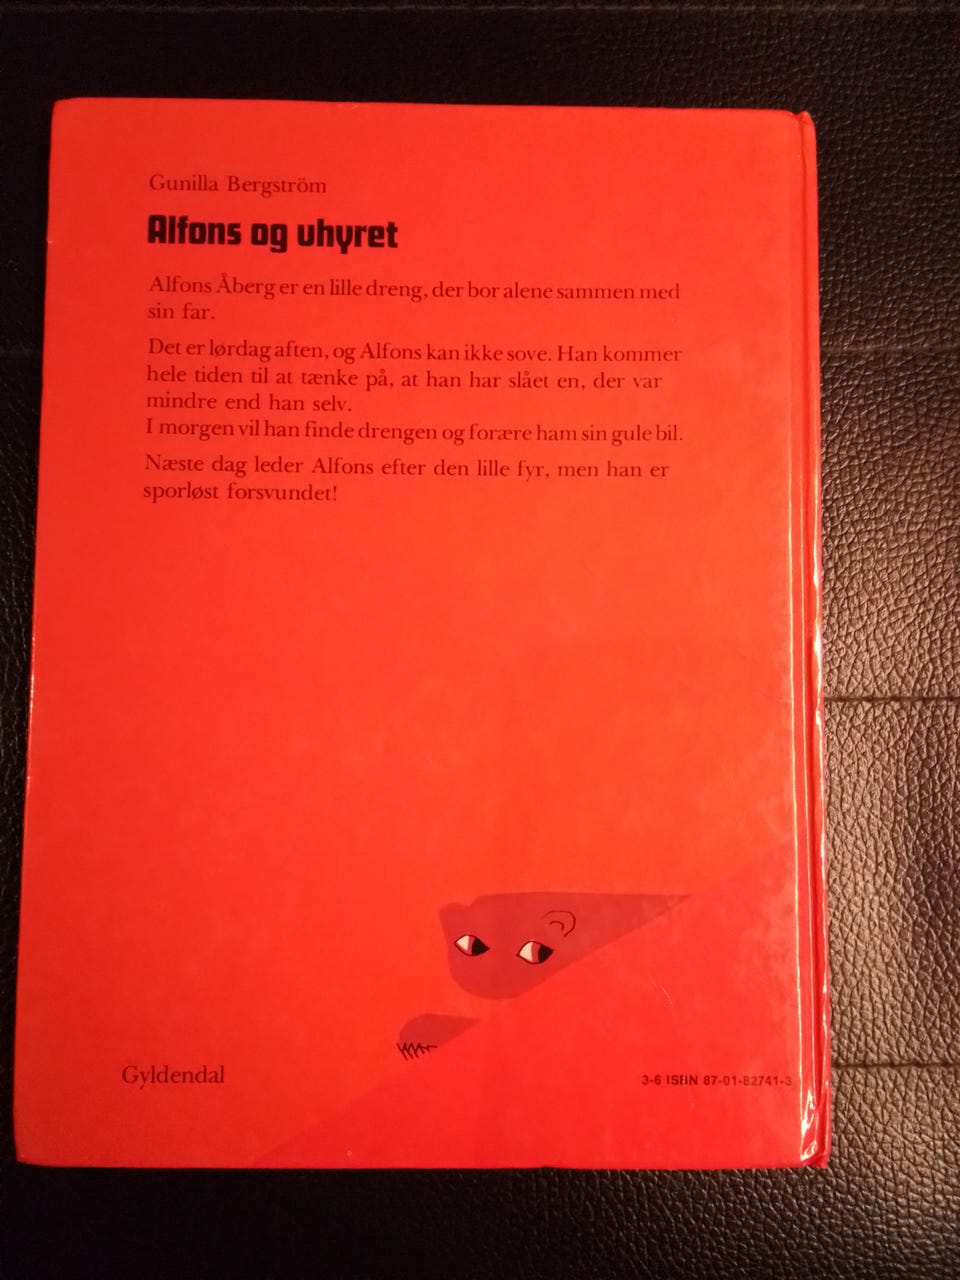 Gunilla Bergström
Alfons og uhyret
Alfons Åberg er en lille dreng, der bor alene sammen med
sin far.
Det er lørdag aften, og Alfons kan ikke sove. Han kommer
hele tiden til at tænke på, at han har slået en, der var
mindre end han selv.
I morgen vil han finde drengen og forære ham sin gule bil.
Næste dag leder Alfons efter den lille fyr, men han er
sporløst forsvundet!
Gyldendal
3-6 ISBN 87-01-82741-3